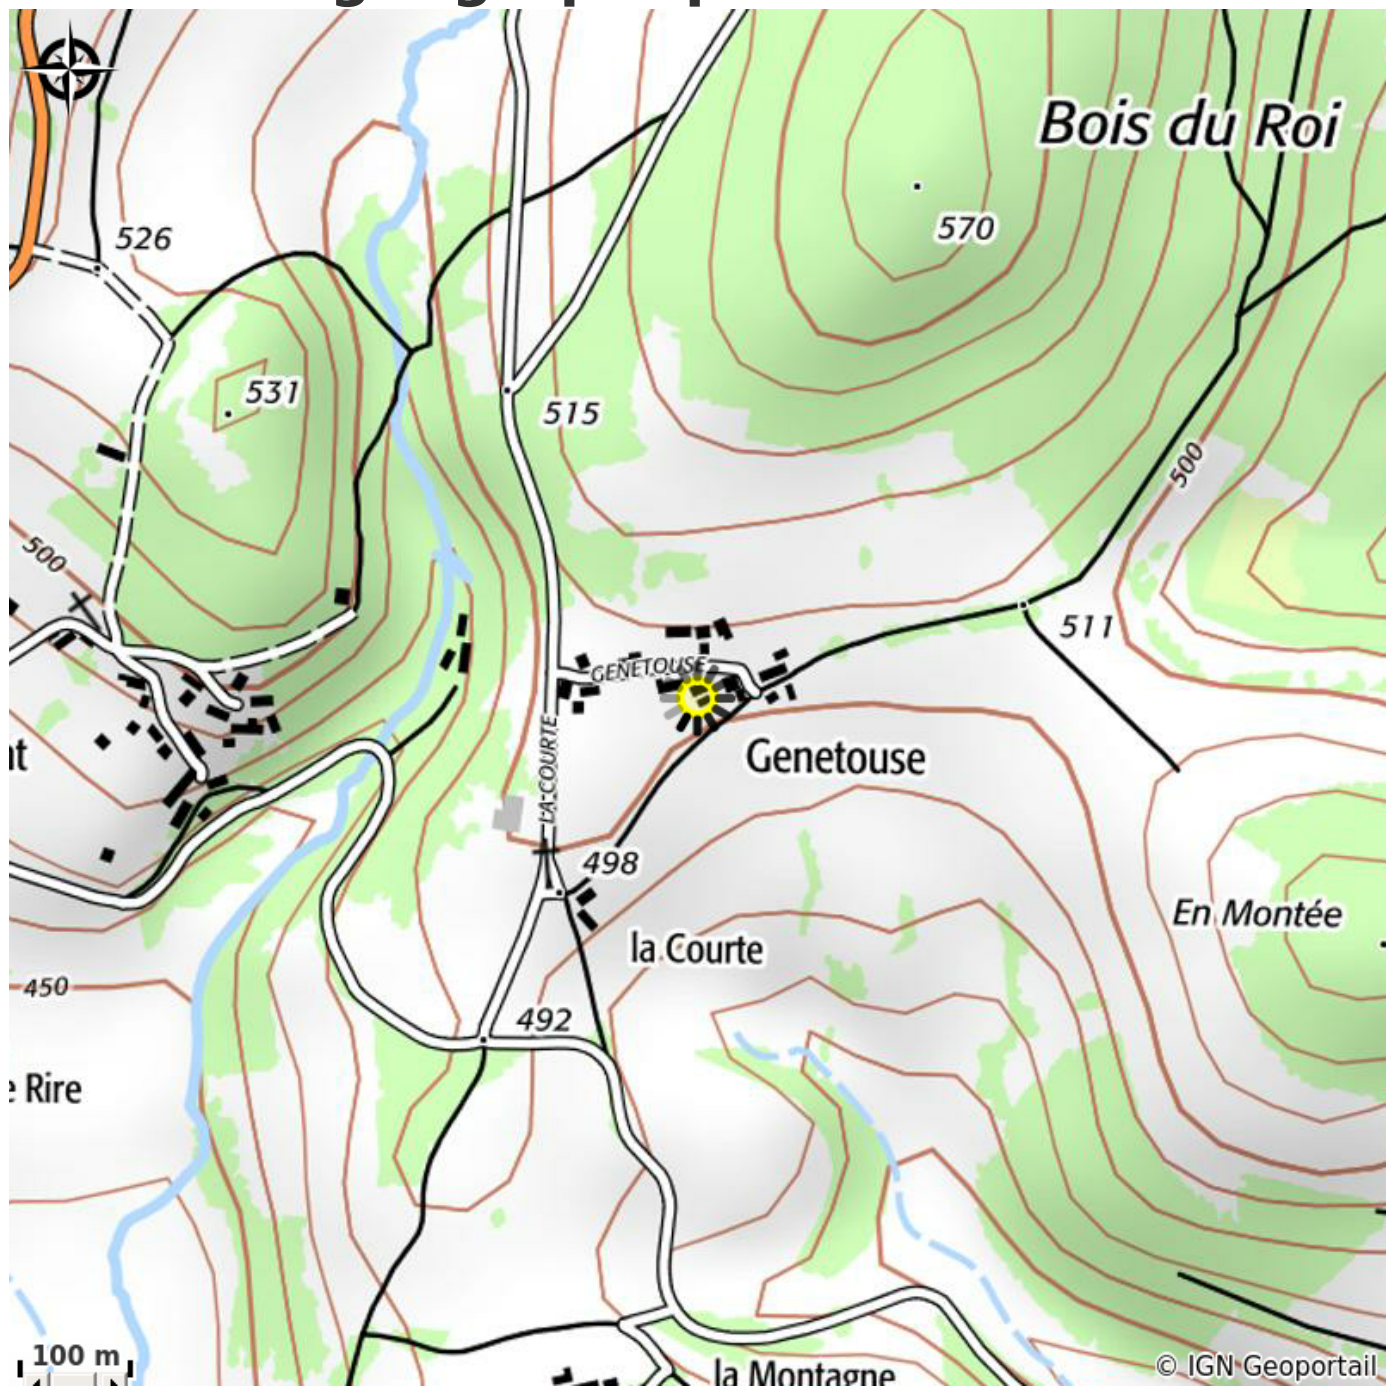 Bois du Roi
526
570
531
515
500
500
511
GENETOUSE
LA COURTE
Genetouse
498
la Courte
En Montée
450
492
Rire
la Montagne
100 m
© IGN Geoportail